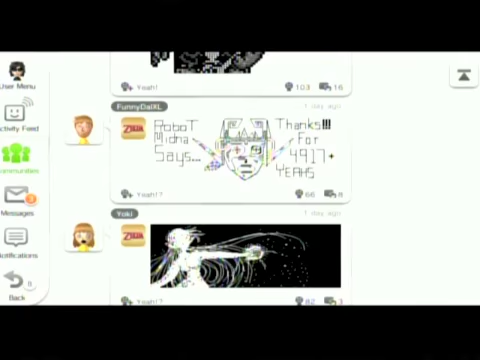 Yeah!
103
16
User Menu
FunnyDaIXL
1 day ago
Activity Feed
ZELDA
ROBOT
Midna
Says...
Thanks!!!
For
4917+
YEAHS
Communities
Yeah!?
66
8
Messages
3
Yoki
1 day ago
ZELDA
Notifications
Back
B
Yeah!?
82
3